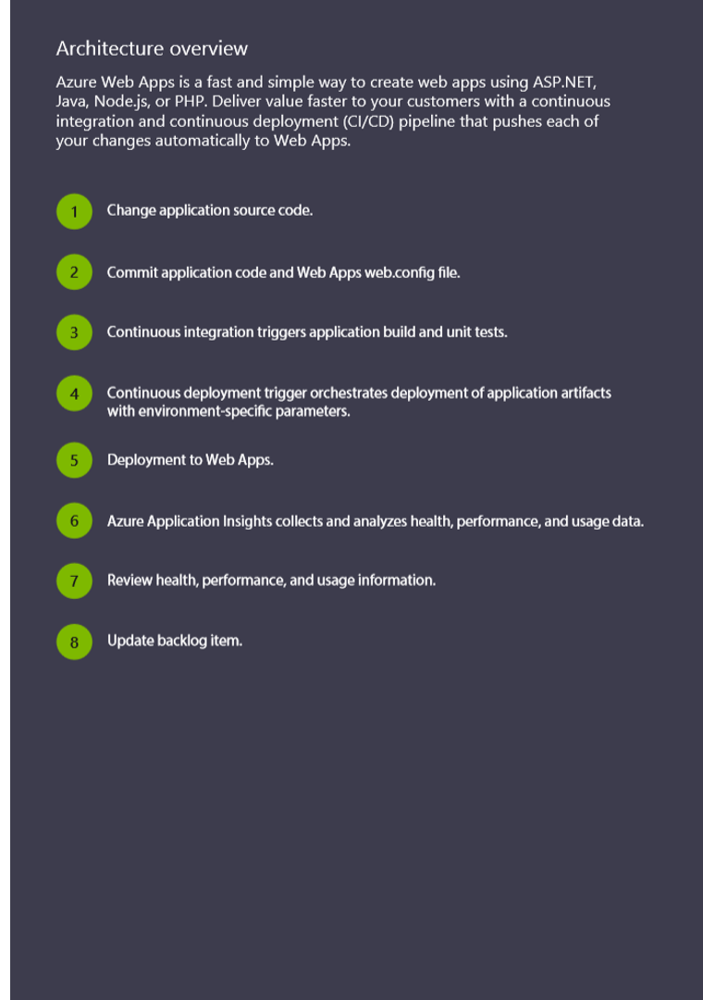 Architecture overview
Azure Web Apps is a fast and simple way to create web apps using ASP.NET,
Java, Node.js, or PHP. Deliver value faster to your customers with a continuous
integration and continuous deployment (CI/CD) pipeline that pushes each of
your changes automatically to Web Apps.
1 Change application source code.
2 Commit application code and Web Apps web.config file.
3 Continuous integration triggers application build and unit tests.
4 Continuous deployment trigger orchestrates deployment of application artifacts
with environment-specific parameters.
5 Deployment to Web Apps.
6 Azure Application Insights collects and analyzes health, performance, and usage data.
7 Review health, performance, and usage information.
8 Update backlog item.